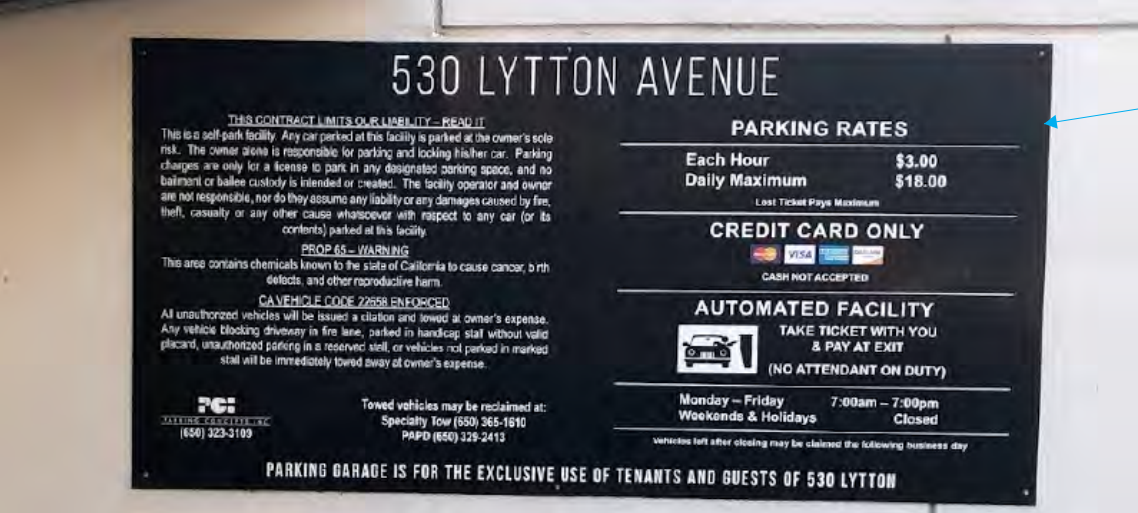 530 LYTTON AVENUE
THIS CONTRACT LIMITS OUR LIABILITY – READ IT
This is a self-park facility. Any car parked at this facility is parked at the owner's sole
risk. The owner alone is responsible for parking and locking his/her car. Parking
charges are only for a license to park in any designated parking space, and no
bailment or bailee custody is intended or created. The facility operator and owner
are not responsible, nor do they assume any liability or any damages caused by fire,
theft, casualty or any other cause whatsoever with respect to any car (or its
contents) parked at this facility.
PROP 65 – WARNING
This area contains chemicals known to the state of California to cause cancer, birth
defects, and other reproductive harm.
CA VEHICLE CODE 22658 ENFORCED
All unauthorized vehicles will be issued a citation and towed at owner's expense.
Any vehicle blocking driveway in fire lane, parked in handicap stall without valid
placard, unauthorized parking in a reserved stall, or vehicles not parked in marked
stall will be immediately towed away at owner's expense.
PCI
PARKING CONCEPTS INC
(650) 323-3109
Towed vehicles may be reclaimed at:
Specialty Tow (650) 365-1610
PAPD (650) 329-2413
PARKING RATES
Each Hour $3.00
Daily Maximum $18.00
Lost Ticket Pays Maximum
CREDIT CARD ONLY
VISA
CASH NOT ACCEPTED
AUTOMATED FACILITY
TAKE TICKET WITH YOU
& PAY AT EXIT
(NO ATTENDANT ON DUTY)
Monday – Friday 7:00am – 7:00pm
Weekends & Holidays Closed
Vehicles left after closing may be claimed the following business day
PARKING GARAGE IS FOR THE EXCLUSIVE USE OF TENANTS AND GUESTS OF 530 LYTTON